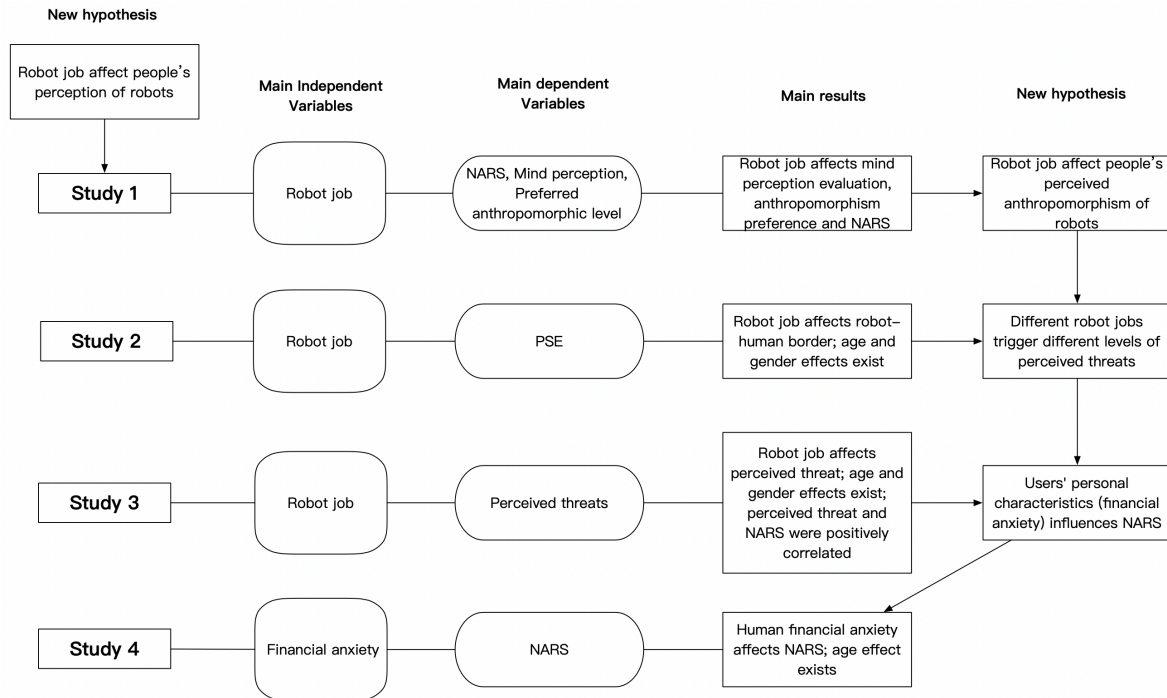 New hypothesis
Robot job affect people's
perception of robots
Main Independent
Variables
Main dependent
Variables
Main results
New hypothesis
Study 1
Robot job
NARS, Mind perception,
Preferred
anthropomorphic level
Robot job affects mind
perception evaluation,
anthropomorphism
preference and NARS
Robot job affect people's
perceived
anthropomorphism of
robots
Study 2
Robot job
PSE
Robot job affects robot-
human border; age and
gender effects exist
Different robot jobs
trigger different levels of
perceived threats
Study 3
Robot job
Perceived threats
Robot job affects
perceived threat; age and
gender effects exist;
perceived threat and
NARS were positively
correlated
Users' personal
characteristics (financial
anxiety) influences NARS
Study 4
Financial anxiety
NARS
Human financial anxiety
affects NARS; age effect
exists